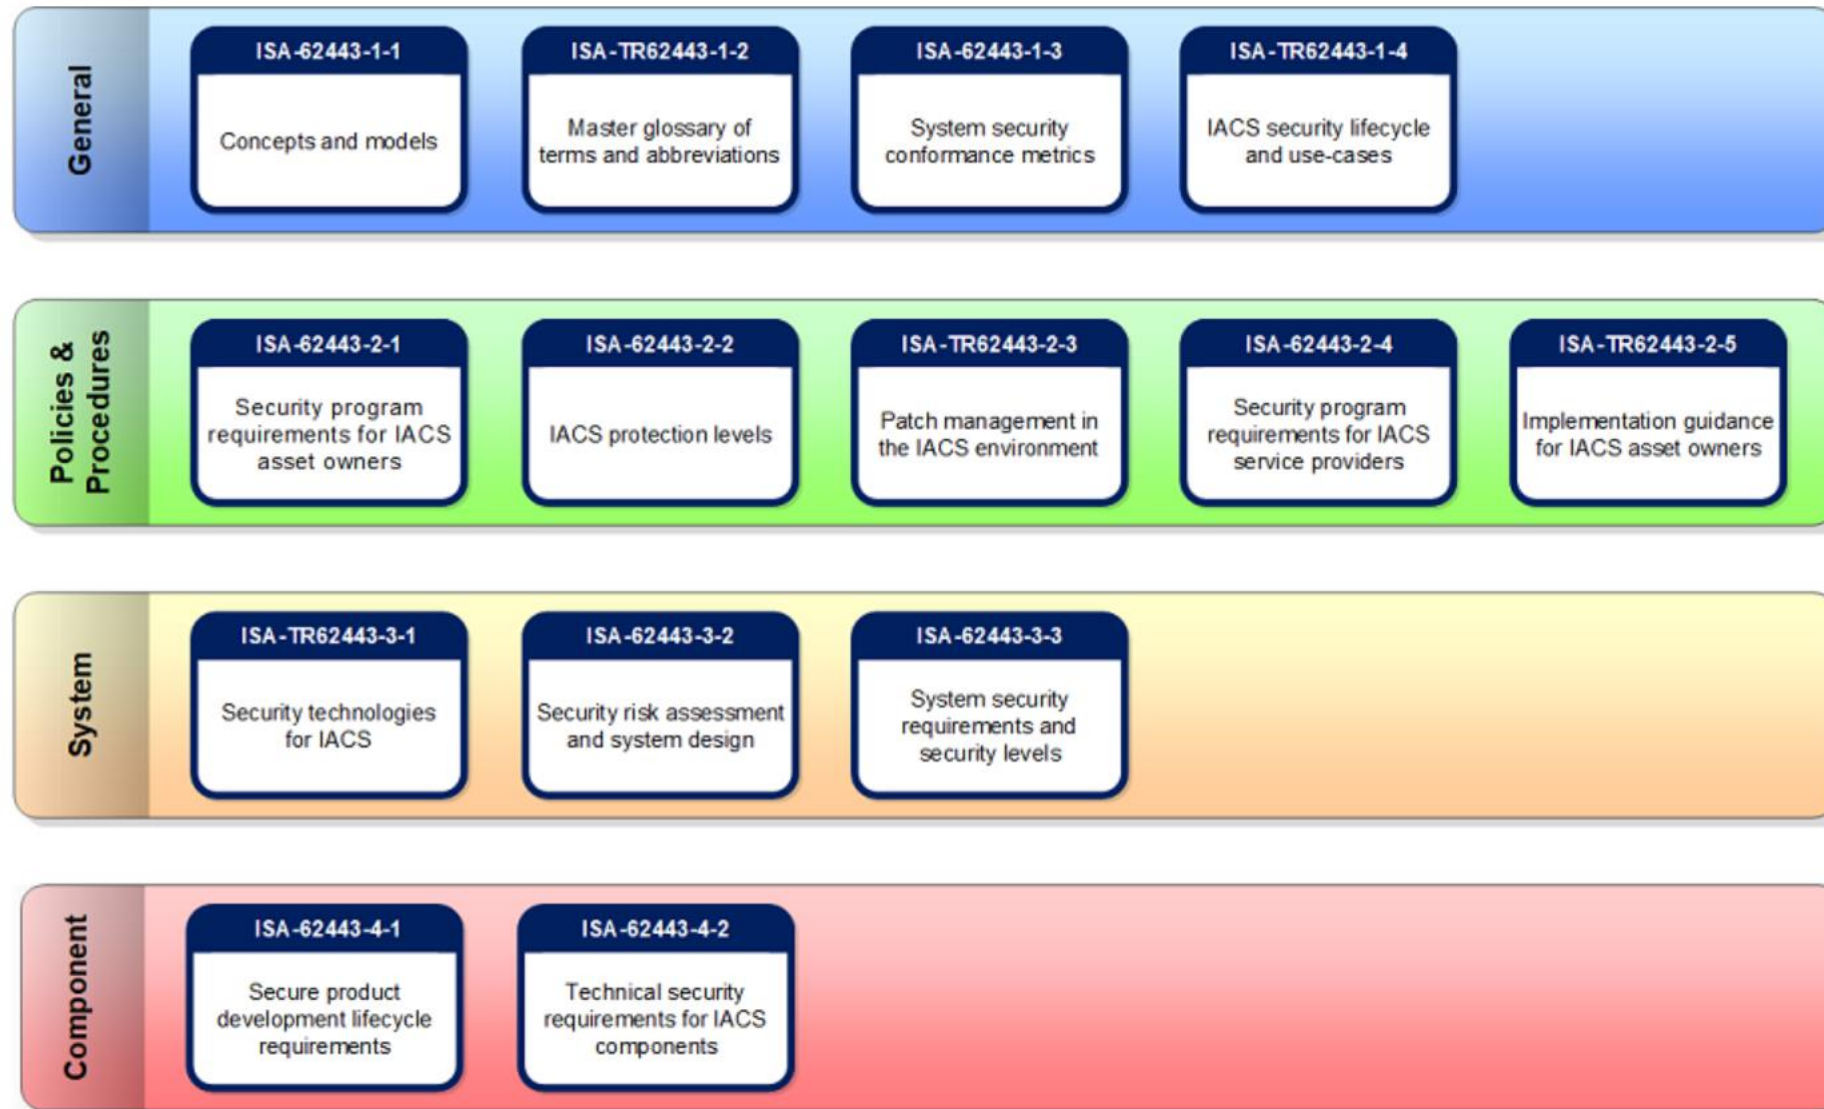 General
ISA-62443-1-1
Concepts and models
ISA-TR62443-1-2
Master glossary of
terms and abbreviations
ISA-62443-1-3
System security
conformance metrics
ISA-TR62443-1-4
IACS security lifecycle
and use-cases
Policies &
Procedures
ISA-62443-2-1
Security program
requirements for IACS
asset owners
ISA-62443-2-2
IACS protection levels
ISA-TR62443-2-3
Patch management in
the IACS environment
ISA-62443-2-4
Security program
requirements for IACS
service providers
ISA-TR62443-2-5
Implementation guidance
for IACS asset owners
System
ISA-TR62443-3-1
Security technologies
for IACS
ISA-62443-3-2
Security risk assessment
and system design
ISA-62443-3-3
System security
requirements and
security levels
Component
ISA-62443-4-1
Secure product
development lifecycle
requirements
ISA-62443-4-2
Technical security
requirements for IACS
components